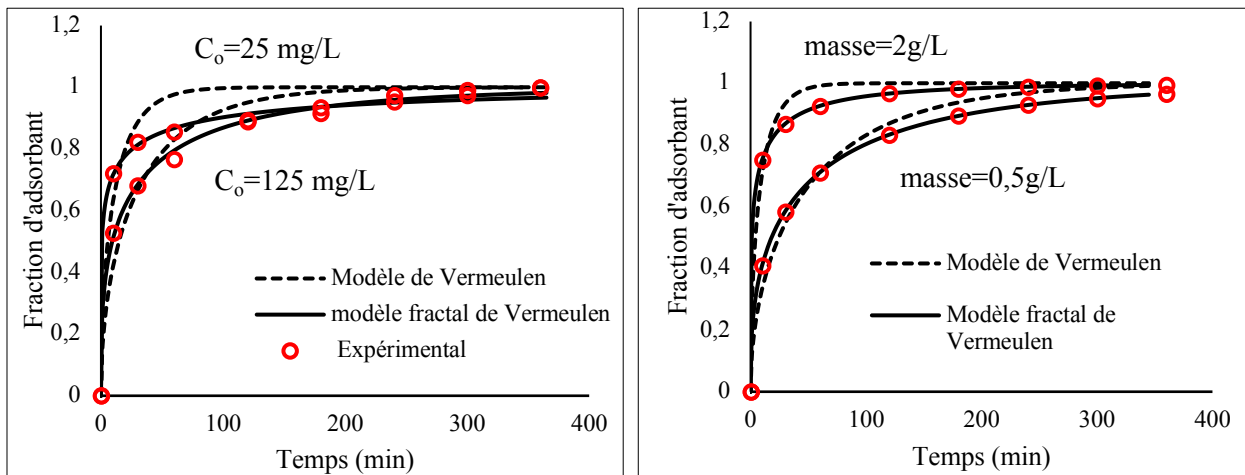 1,2
1
0,8
0,6
0,4
0,2
0
0
100
200
300
400
Fraction d'adsorbant
Temps (min)
Co=25 mg/L
Co=125 mg/L
Modèle de Vermeulen
modèle fractal de Vermeulen
Expérimental
1,2
1
0,8
0,6
0,4
0,2
0
0
100
200
300
400
Fraction d'adsorbant
Temps (min)
masse=2g/L
masse=0,5g/L
Modèle de Vermeulen
Modèle fractal de
Vermeulen